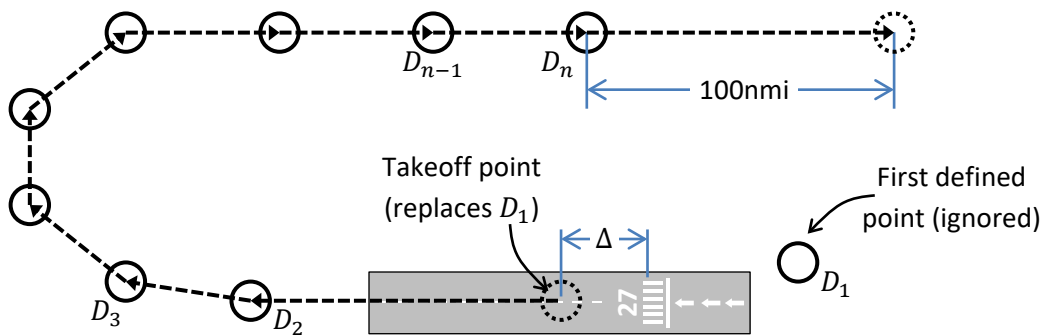 D_{n-1}
D_n
100nmi
Takeoff point
(replaces D_1)
First defined
point (ignored)
Δ
27
D_1
D_3
D_2